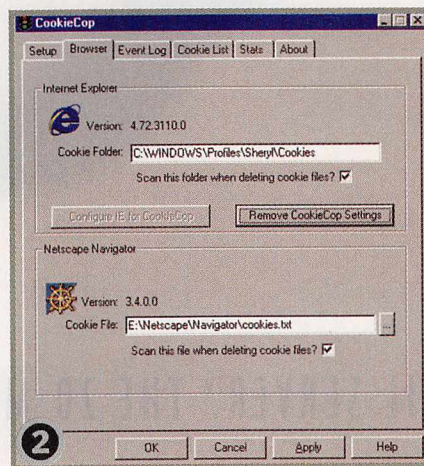 CookieCop
Setup Browser Event Log Cookie List Stats About
Internet Explorer
Version: 4.72.3110.0
Cookie Folder: C:\WINDOWS\Profiles\Sheryl\Cookies
Scan this folder when deleting cookie files?
Configure IE for CookieCop Remove CookieCop Settings
Netscape Navigator
Version: 3.4.0.0
Cookie File: E:\Netscape\Navigator\cookies.txt ...
Scan this file when deleting cookie files?
2 OK Cancel Apply Help